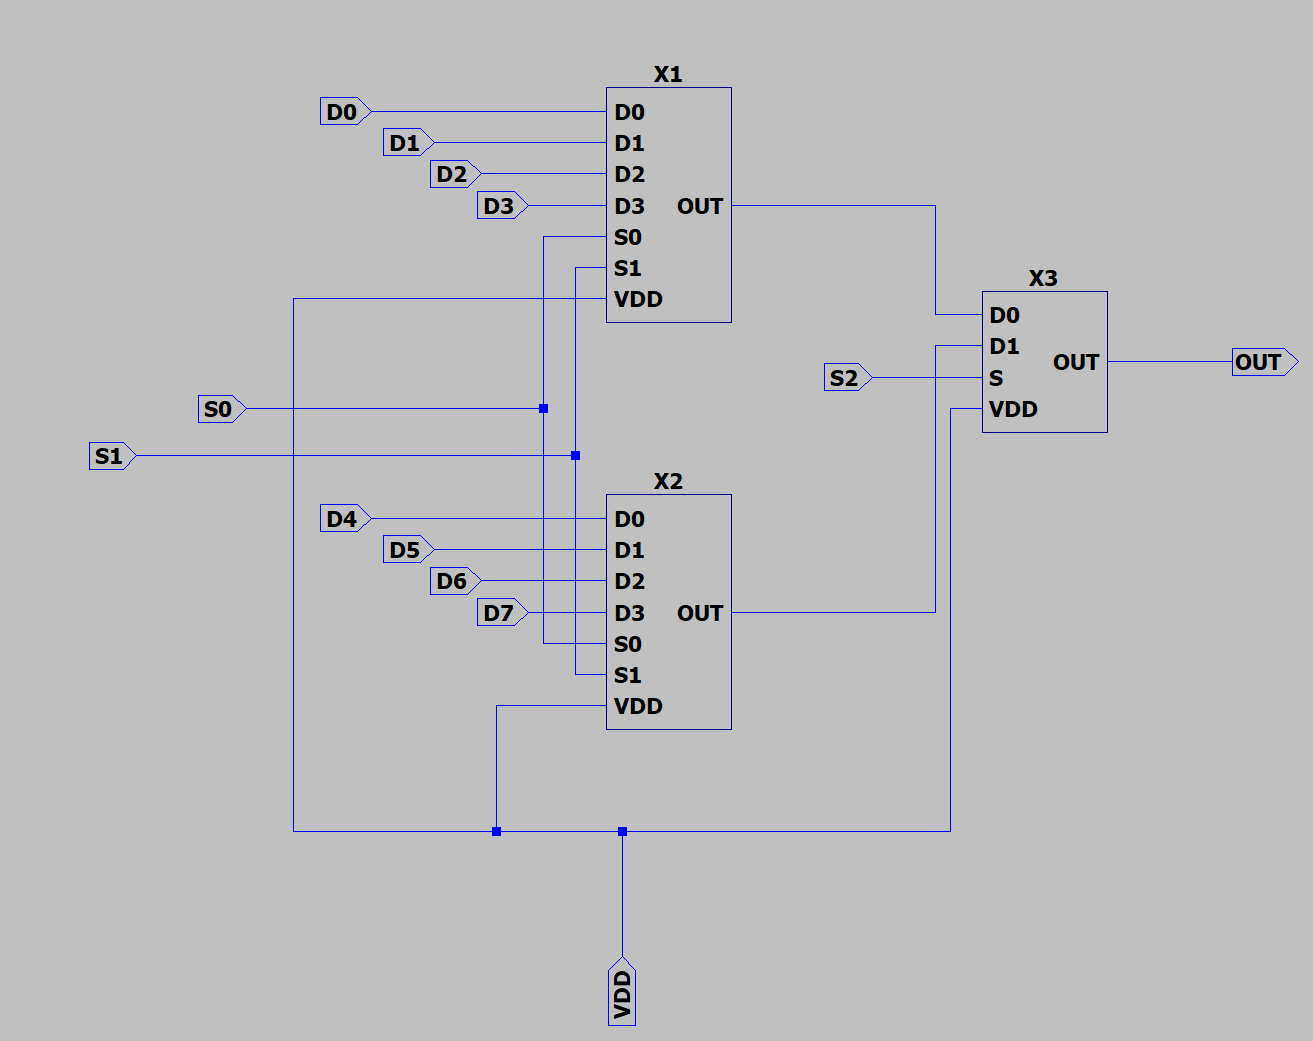 X1
D0
D1
D2
D3
D0
D1
D2
D3
S0
S1
VDD
OUT
X3
D0
D1
S
VDD
OUT
S2
OUT
S0
S1
X2
D4
D5
D6
D7
D0
D1
D2
D3
S0
S1
VDD
OUT
VDD